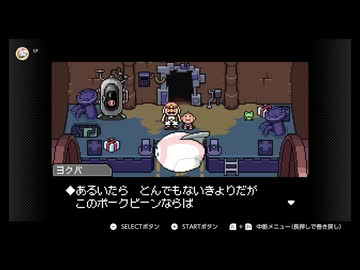 1P
ヨクバ
◆あるいたら　とんでもないきょりだが
このポークビーンならば
SELECTボタン
STARTボタン
中断メニュー(長押しで巻き戻し)